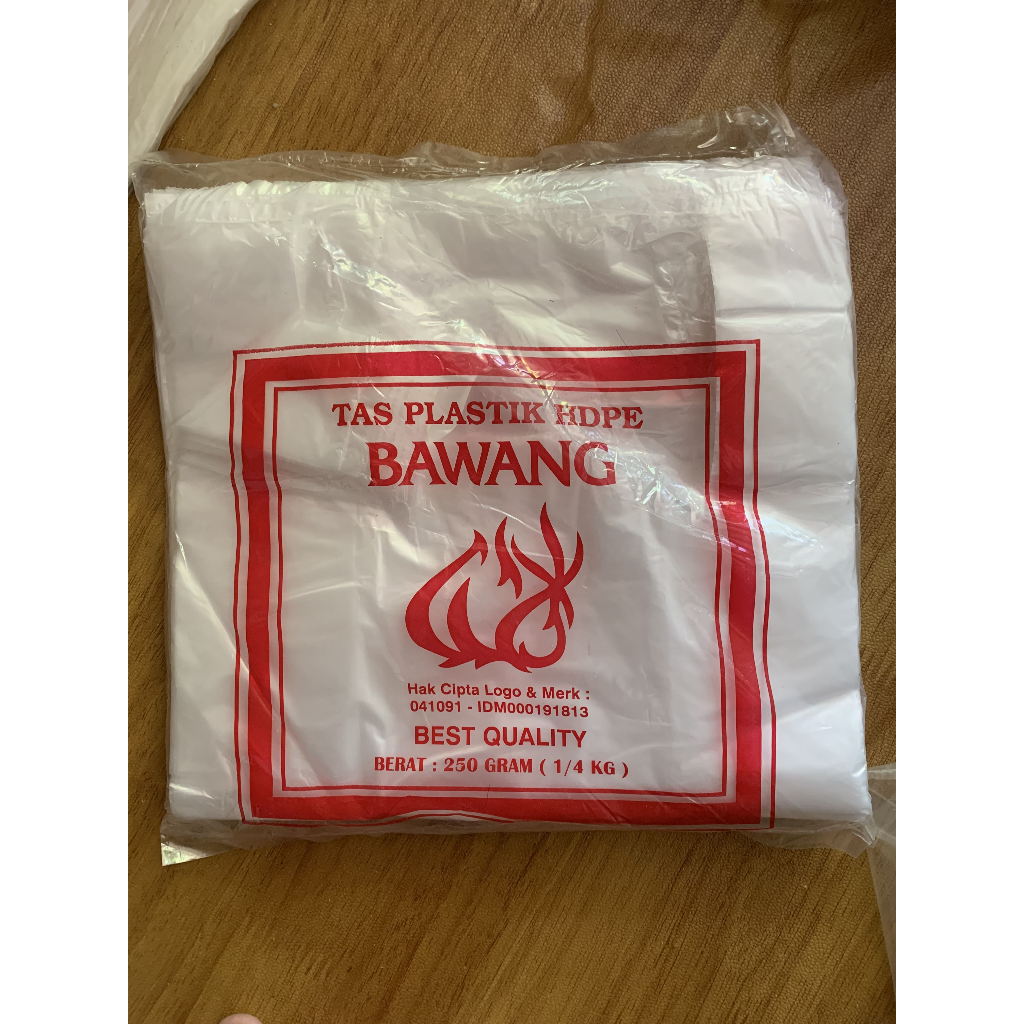 TAS PLASTIK HDPE
BAWANG
Hak Cipta Logo & Merk :
041091 - IDM000191813
BEST QUALITY
BERAT : 250 GRAM ( 1/4 KG )